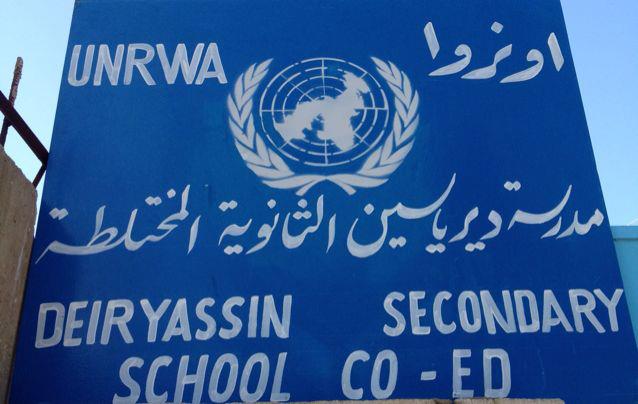 UNRWA اونروا
مدرسة ديرياسين الثانوية المختلطة
DEIRYASSIN SECONDARY
SCHOOL CO - ED